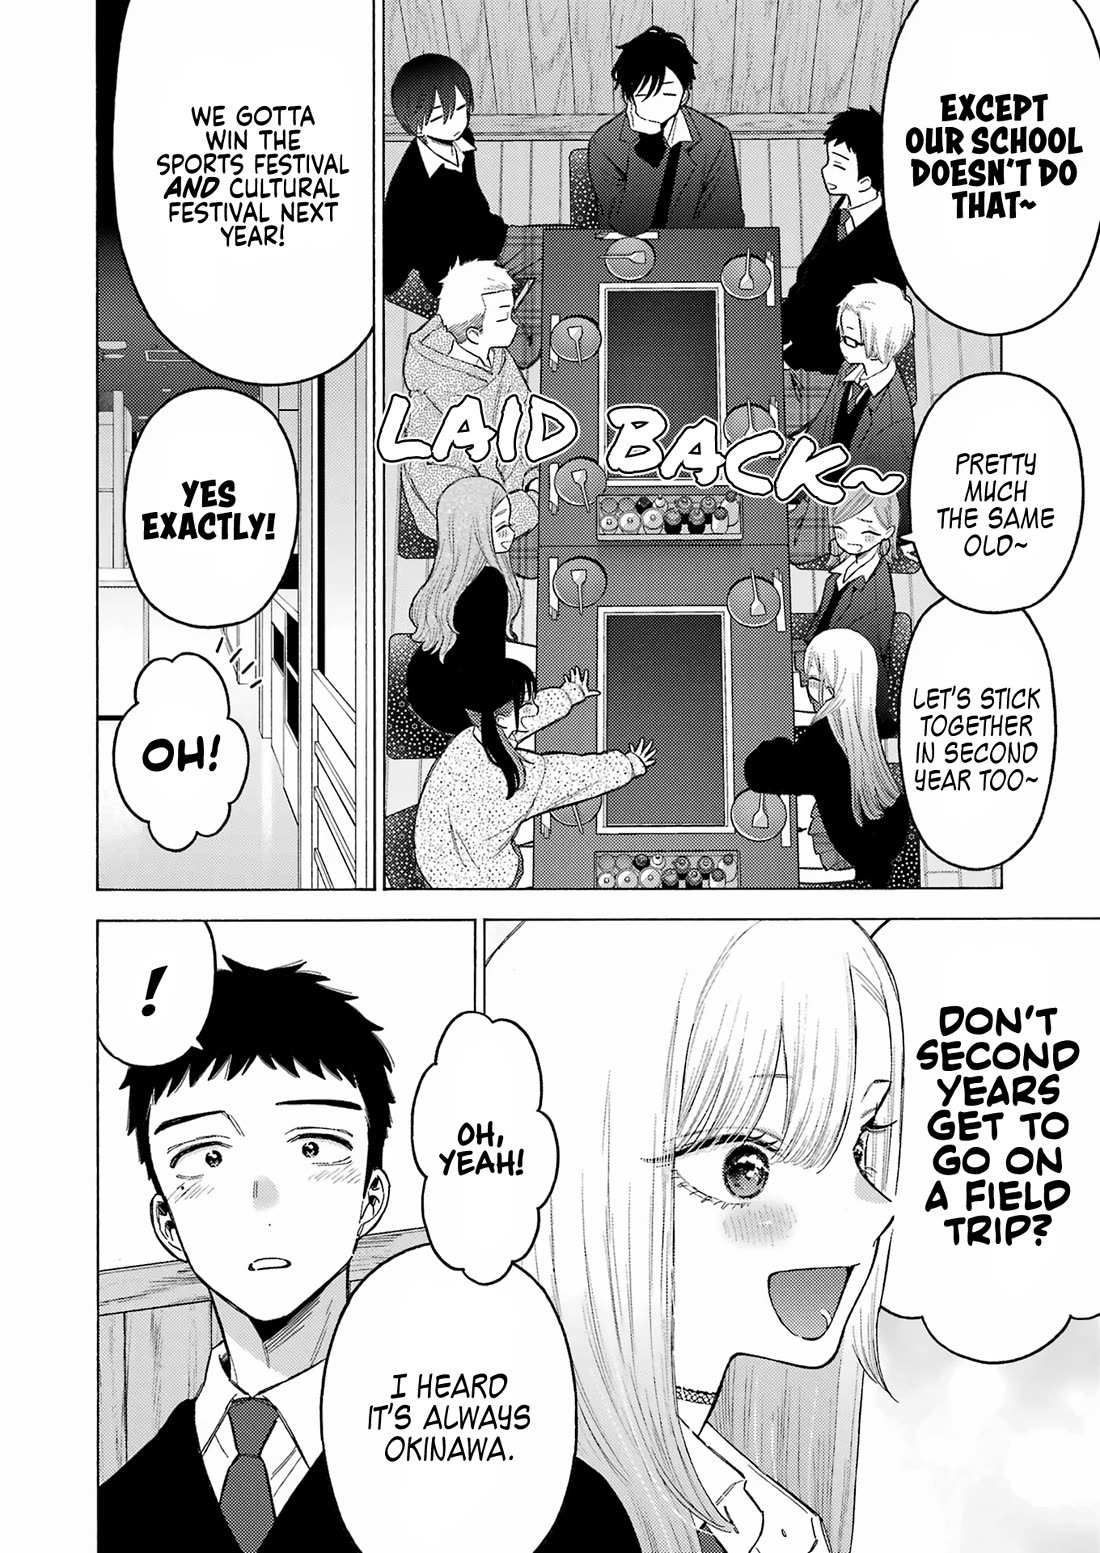 EXCEPT
OUR SCHOOL
DOESN'T DO
THAT~
PRETTY
MUCH
THE SAME
OLD~
LET'S STICK
TOGETHER
IN SECOND
YEAR TOO~
LAID BACK~
WE GOTTA
WIN THE
SPORTS FESTIVAL
AND CULTURAL
FESTIVAL NEXT
YEAR!
YES
EXACTLY!
OH!
DON'T
SECOND
YEARS
GET TO
GO ON
A FIELD
TRIP?
OH,
YEAH!
I HEARD
IT'S ALWAYS
OKINAWA.
!